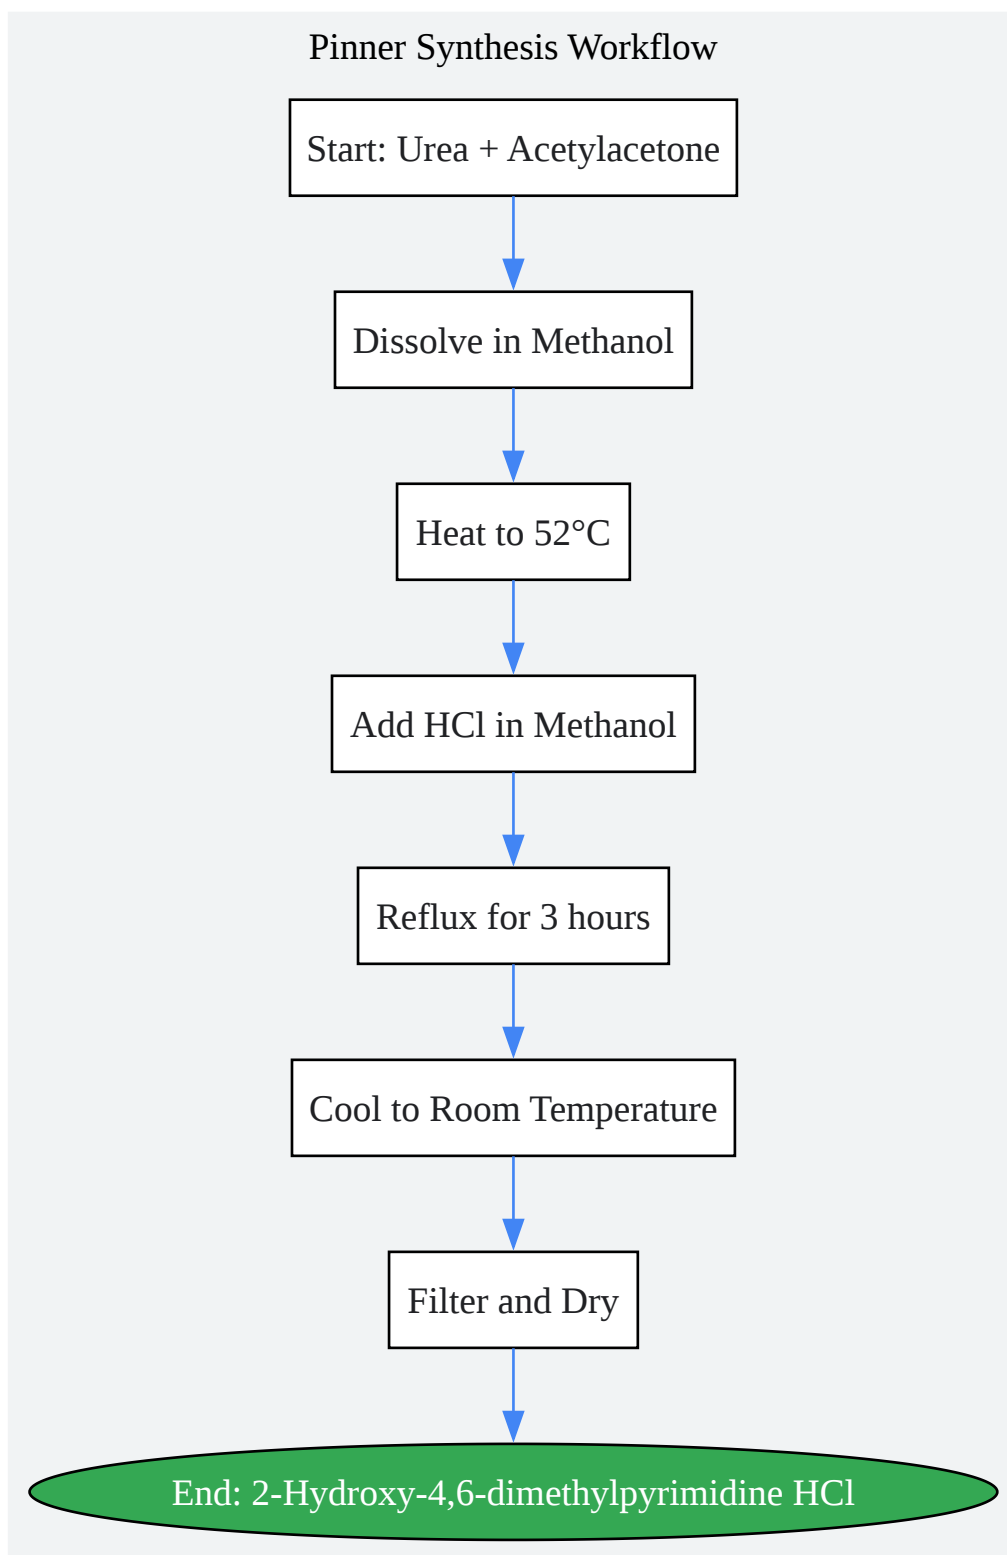 Pinner Synthesis Workflow
Start: Urea + Acetylacetone
Dissolve in Methanol
Heat to 52°C
Add HCl in Methanol
Reflux for 3 hours
Cool to Room Temperature
Filter and Dry
End: 2-Hydroxy-4,6-dimethylpyrimidine HCl